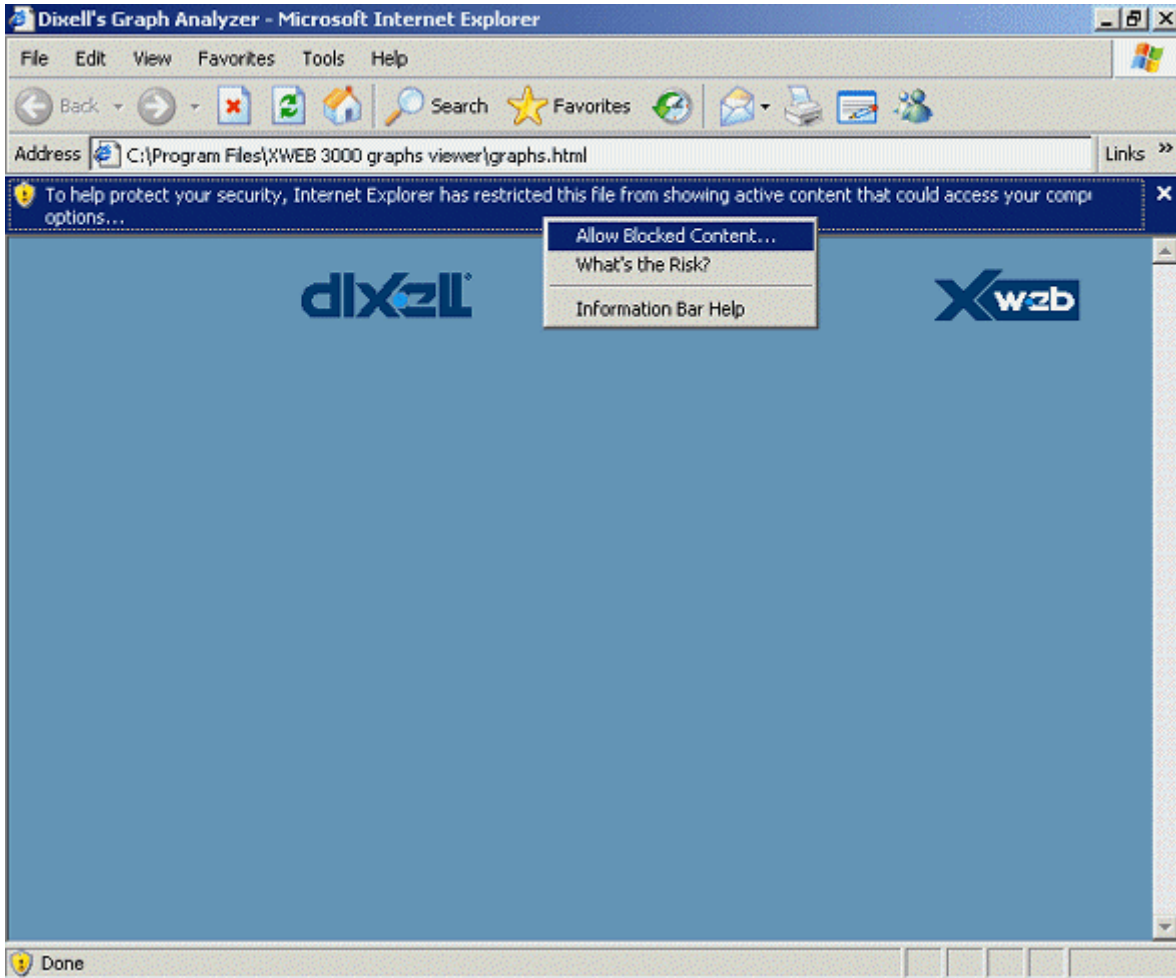 Dixell's Graph Analyzer - Microsoft Internet Explorer
File Edit View Favorites Tools Help
Back Search Favorites
Address C:\Program Files\XWEB 3000 graphs viewer\graphs.html Links »
To help protect your security, Internet Explorer has restricted this file from showing active content that could access your
options...
Allow Blocked Content...
What's the Risk?
Information Bar Help
dixell
Xweb
Done